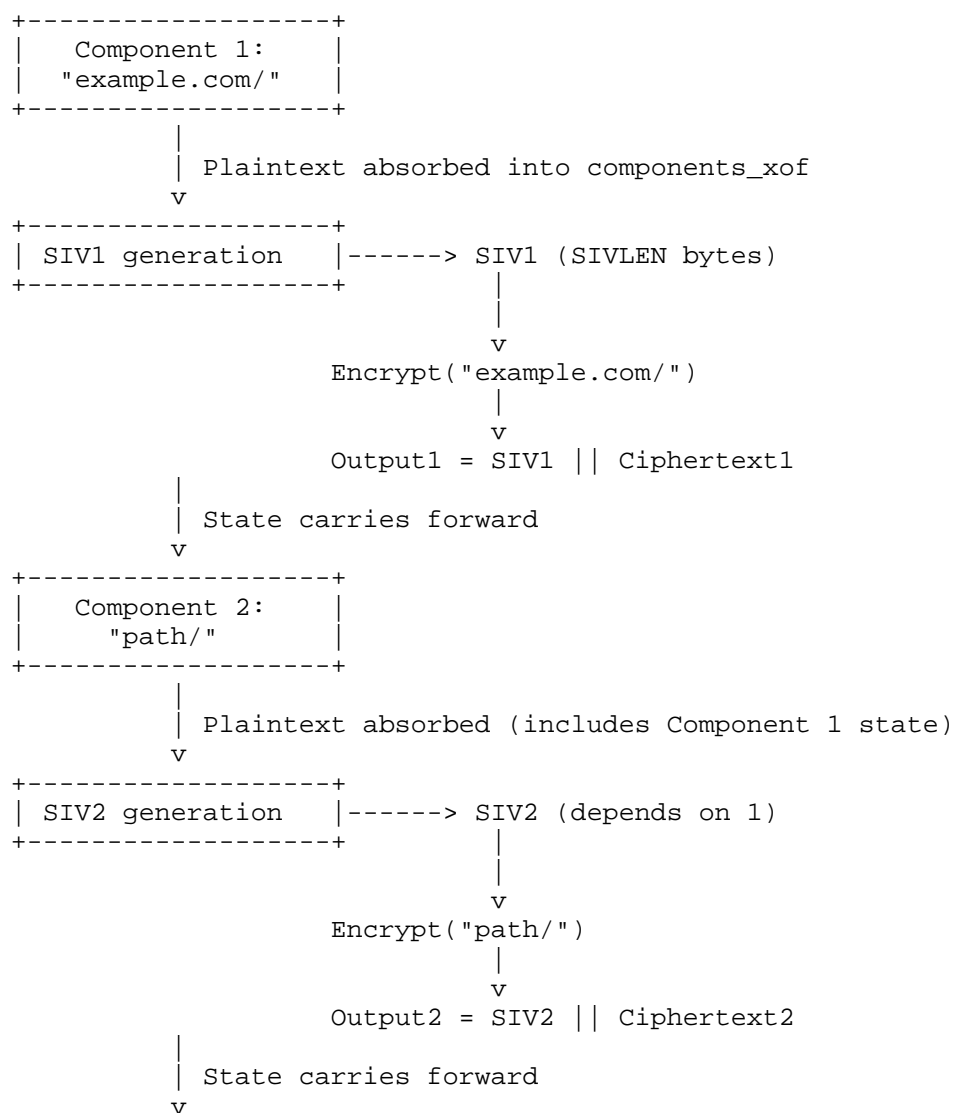 Component 1:
"example.com/"
Plaintext absorbed into components_xof
SIV1 generation ------> SIV1 (SIVLEN bytes)
Encrypt("example.com/")
Output1 = SIV1 || Ciphertext1
State carries forward
Component 2:
"path/"
Plaintext absorbed (includes Component 1 state)
SIV2 generation ------> SIV2 (depends on 1)
Encrypt("path/")
Output2 = SIV2 || Ciphertext2
State carries forward